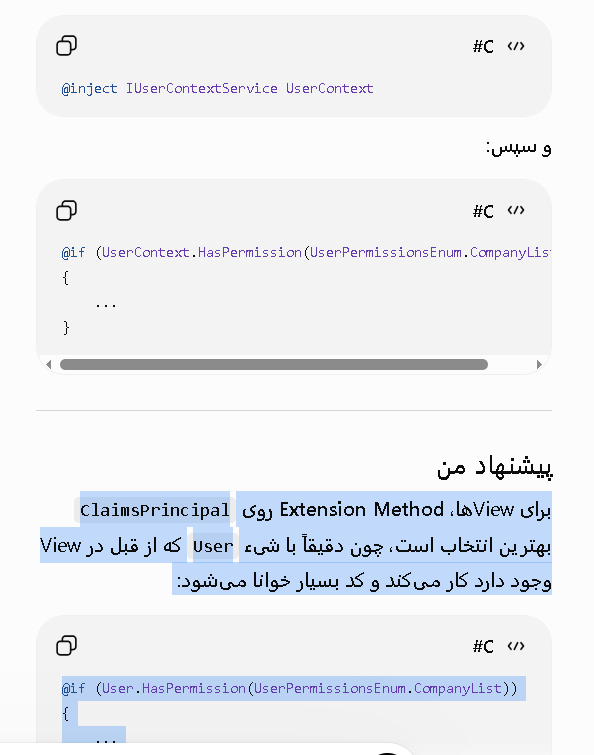 C#
@inject IUserContextService UserContext
و سپس:
C#
@if (UserContext.HasPermission(UserPermissionsEnum.CompanyList
{
...
}
پیشنهاد من
برای Viewها، Extension Method روی ClaimsPrincipal
بهترین انتخاب است، چون دقیقاً با شیء User که از قبل در View
وجود دارد کار می‌کند و کد بسیار خوانا می‌شود:
C#
@if (User.HasPermission(UserPermissionsEnum.CompanyList))
{
...